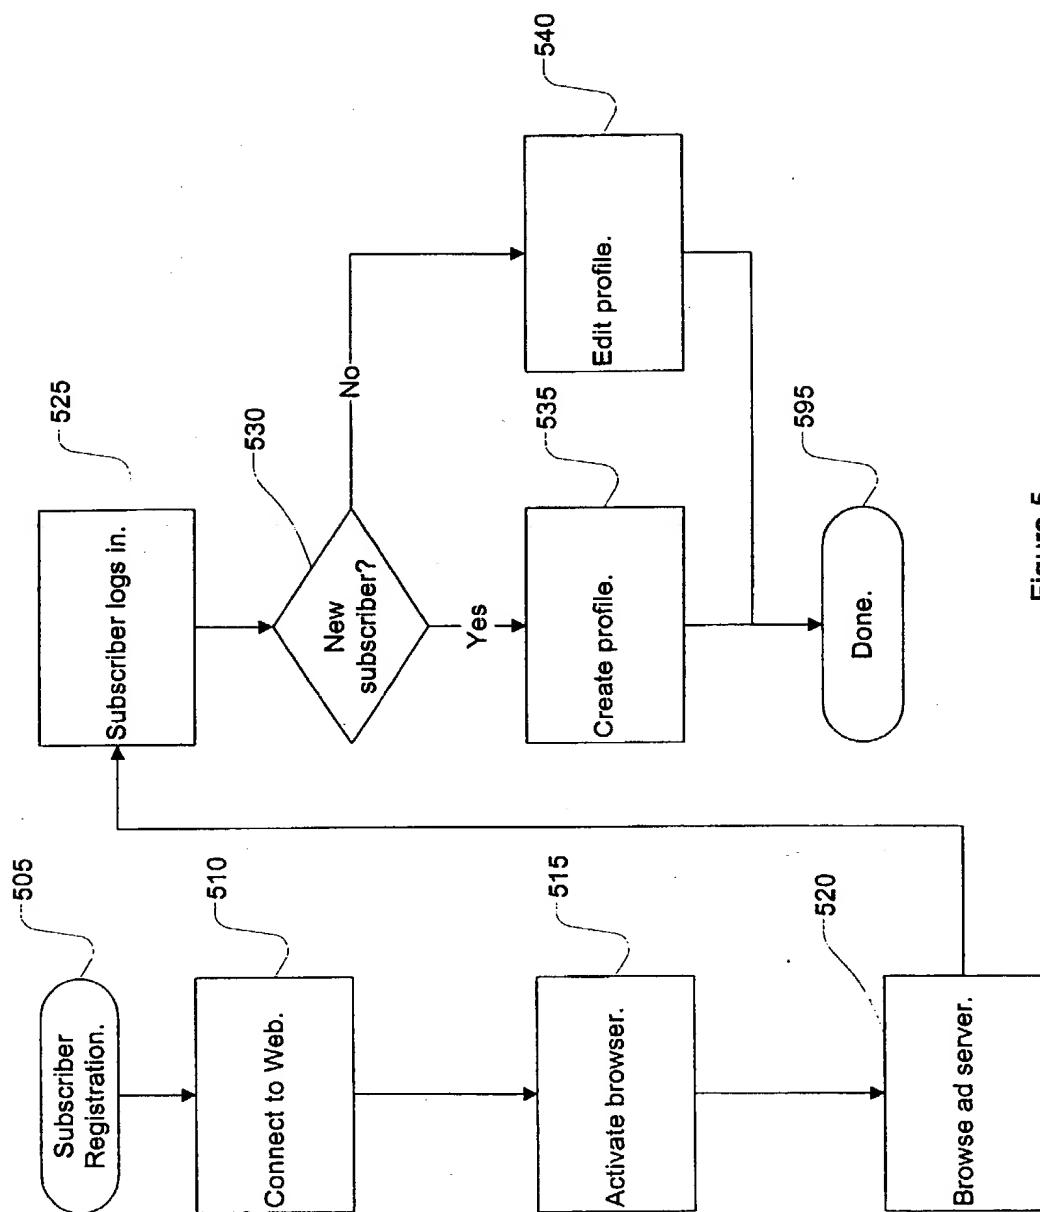 505
Subscriber
Registration.
510
Connect to Web.
515
Activate browser.
520
Browse ad server.
525
Subscriber logs in.
530
New
subscriber?
No
Yes
535
Create profile.
540
Edit profile.
595
Done.
Figure 5